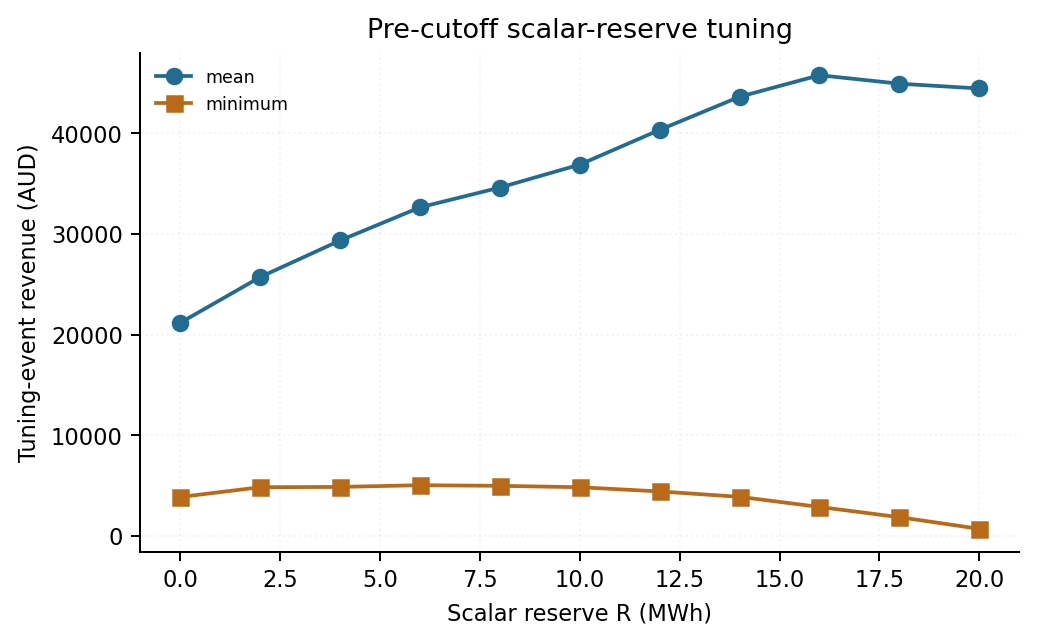 Pre-cutoff scalar-reserve tuning
mean
minimum
Tuning-event revenue (AUD)
40000
30000
20000
10000
0
0.0 2.5 5.0 7.5 10.0 12.5 15.0 17.5 20.0
Scalar reserve R (MWh)